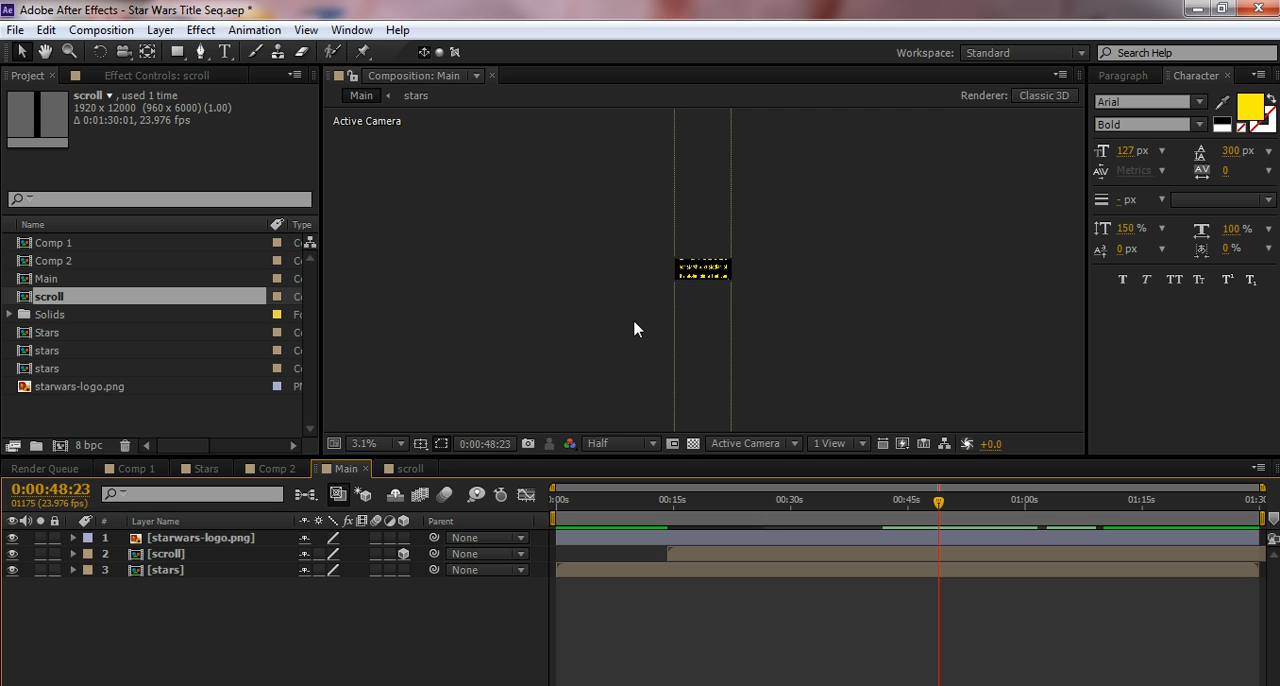 Adobe After Effects - Star Wars Title Seq.aep *
File Edit Composition Layer Effect Animation View Window Help
Workspace: Standard Search Help
Project × Effect Controls: scroll
Composition: Main ×
Paragraph Character ×
scroll ▾ , used 1 time
1920 x 12000 (960 x 6000) (1.00)
Δ 0:01:30:01, 23.976 fps
Main stars
Renderer: Classic 3D
Active Camera
Arial
Bold
127 px 300 px
Metrics 0
- px
150 % 100 %
0 px 0 %
T T TT TT T¹ T₁
Name Type
Comp 1
Comp 2
Main
scroll
Solids
Stars
stars
stars
starwars-logo.png
8 bpc
3.1% 0:00:48:23 Half Active Camera 1 View +0.0
Render Queue Comp 1 Stars Comp 2 Main × scroll
0:00:48:23
01175 (23.976 fps)
:00s 00:15s 00:30s 00:45s 01:00s 01:15s 01:30
# Layer Name fx Parent
1 [starwars-logo.png] None
2 [scroll] None
3 [stars] None